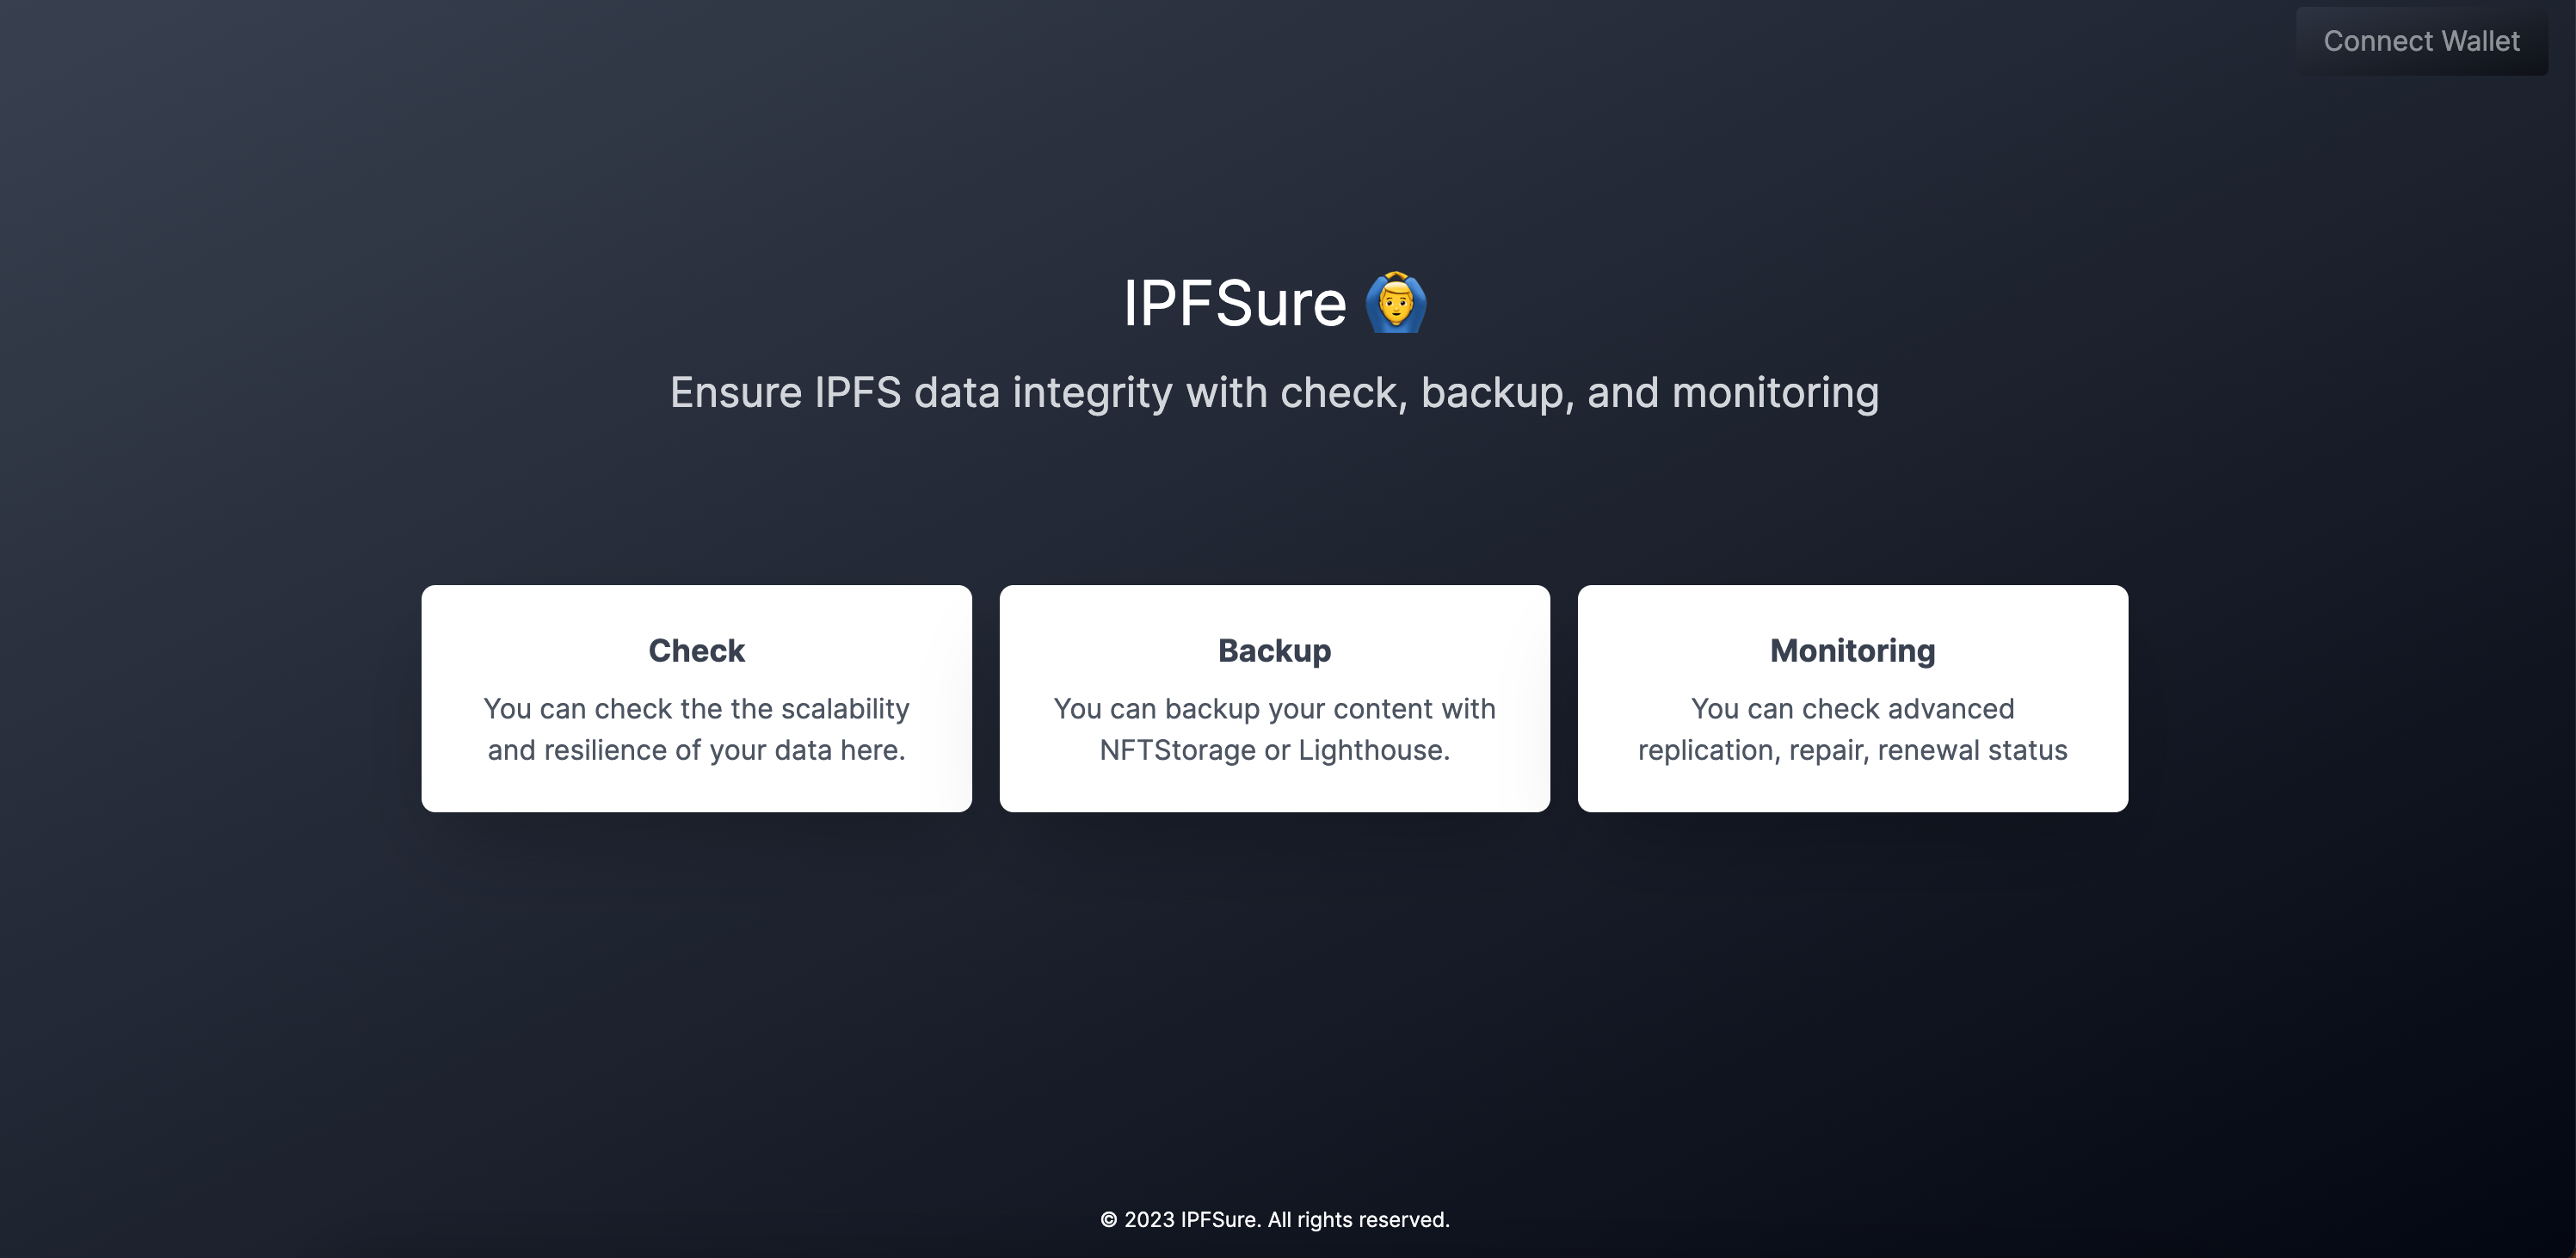 Connect Wallet
IPFSure 🙆‍♂️
Ensure IPFS data integrity with check, backup, and monitoring
Check
You can check the the scalability
and resilience of your data here.
Backup
You can backup your content with
NFTStorage or Lighthouse.
Monitoring
You can check advanced
replication, repair, renewal status
© 2023 IPFSure. All rights reserved.